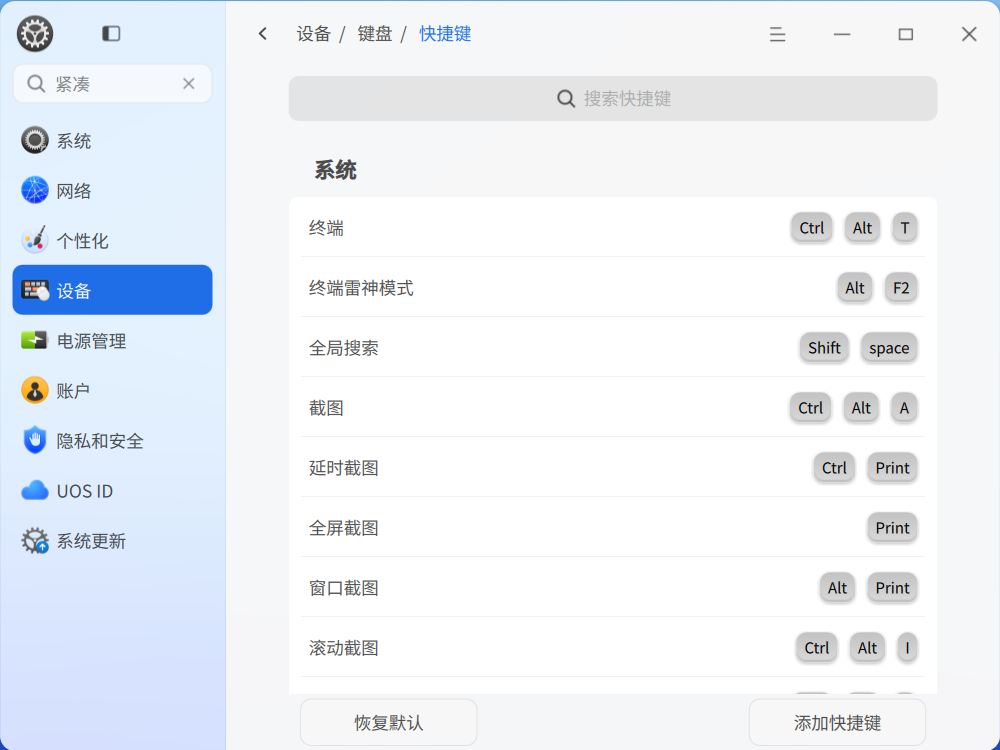 设备 / 键盘 / 快捷键
紧凑
搜索快捷键
系统
网络
个性化
设备
电源管理
账户
隐私和安全
UOS ID
系统更新
系统
终端 Ctrl Alt T
终端雷神模式 Alt F2
全局搜索 Shift space
截图 Ctrl Alt A
延时截图 Ctrl Print
全屏截图 Print
窗口截图 Alt Print
滚动截图 Ctrl Alt I
恢复默认
添加快捷键